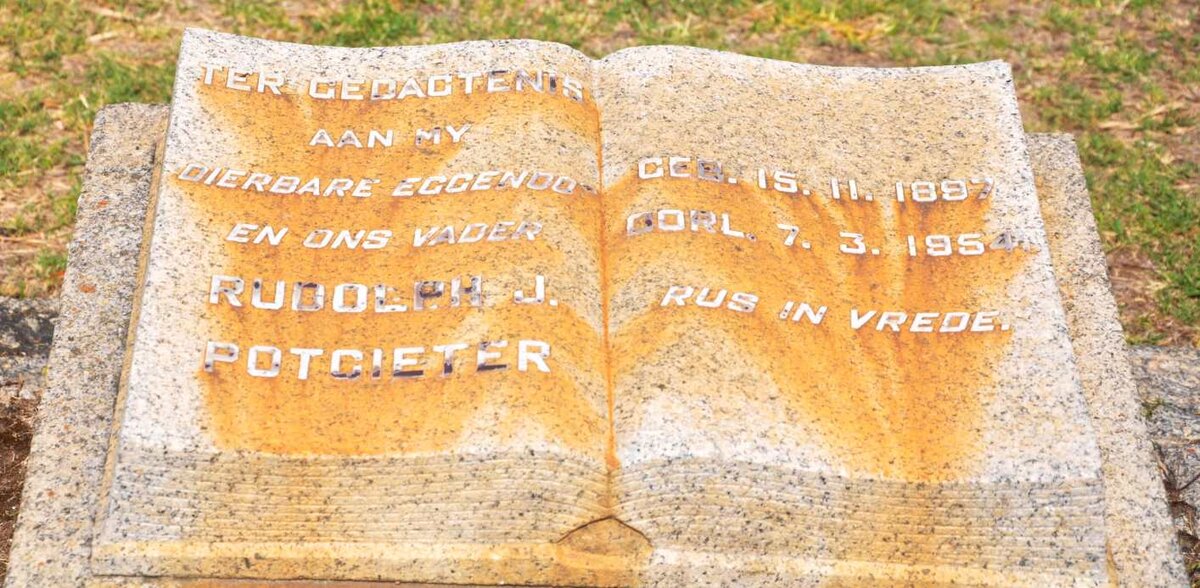 TER GEDACTENIS
AAN MY
DIERBARE EGGENOO-
EN ONS VADER
RUDOLPH J.
POTGIETER
GEB. 15. 11. 1897
OORL. 7. 3. 1954
RUS IN VREDE.